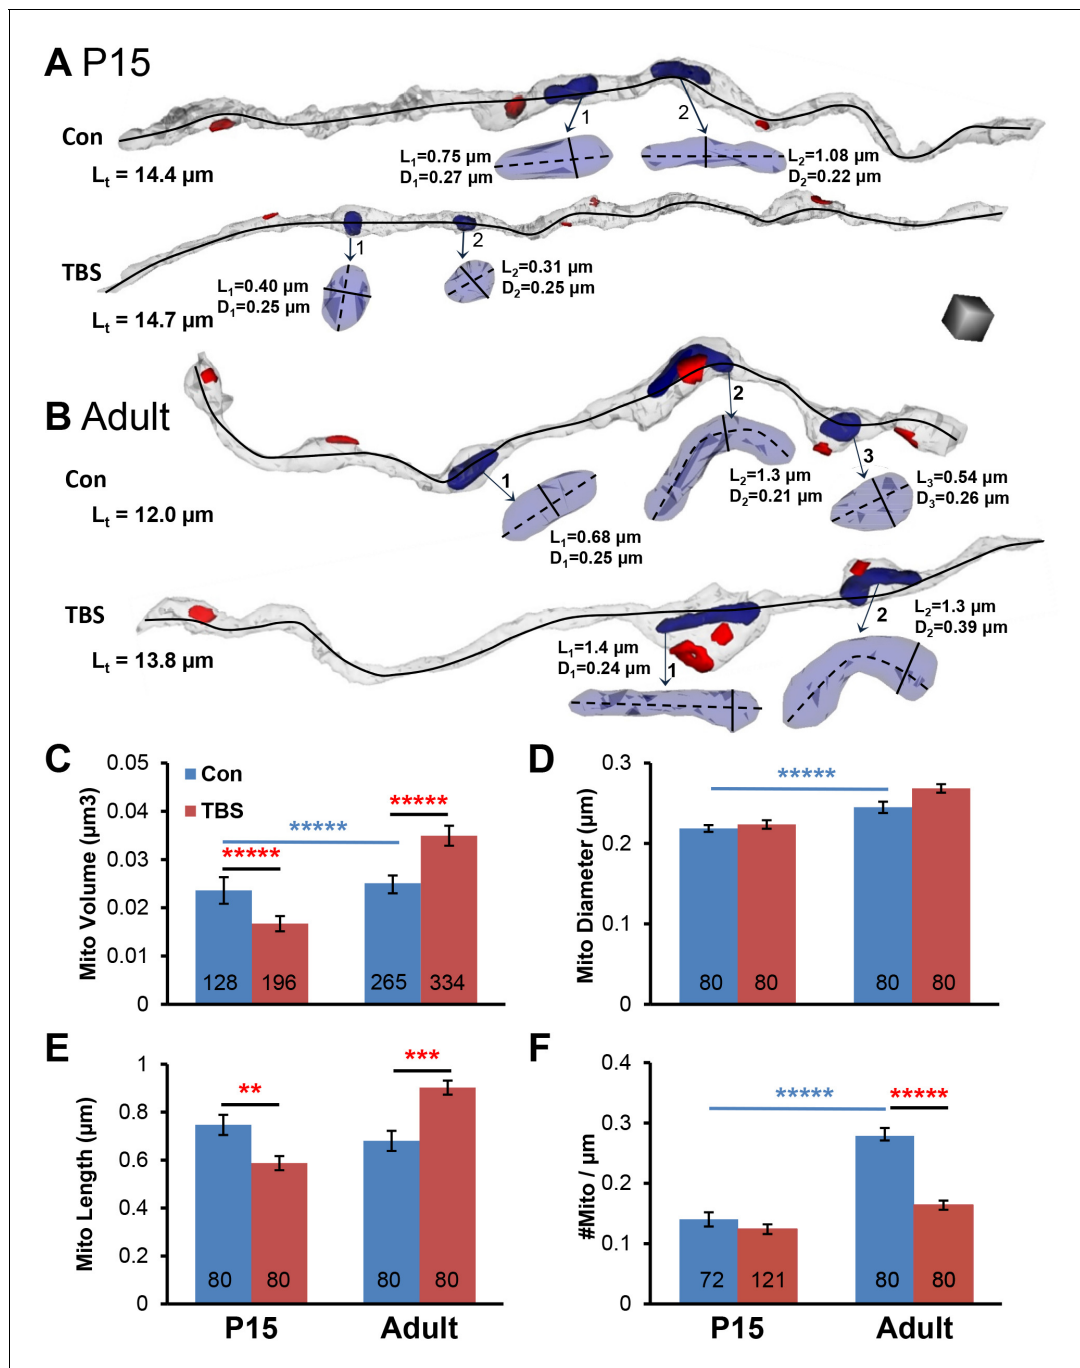 A P15
Con
Lt = 14.4 µm
1
2
L1=0.75 µm
D1=0.27 µm
L2=1.08 µm
D2=0.22 µm
TBS
Lt = 14.7 µm
1
2
L1=0.40 µm
D1=0.25 µm
L2=0.31 µm
D2=0.25 µm
B Adult
Con
Lt = 12.0 µm
1
2
3
L1=0.68 µm
D1=0.25 µm
L2=1.3 µm
D2=0.21 µm
L3=0.54 µm
D3=0.26 µm
TBS
Lt = 13.8 µm
1
2
L1=1.4 µm
D1=0.24 µm
L2=1.3 µm
D2=0.39 µm
C
Mito Volume (µm3)
0.05
0.04
0.03
0.02
0.01
0
Con
TBS
*****
*****
*****
128 196 265 334
D
Mito Diameter (µm)
0.3
0.2
0.1
0
*****
80 80 80 80
E
Mito Length (µm)
1
0.8
0.6
0.4
0.2
0
**
***
80 80 80 80
P15 Adult
F
#Mito / µm
0.4
0.3
0.2
0.1
0
*****
*****
72 121 80 80
P15 Adult